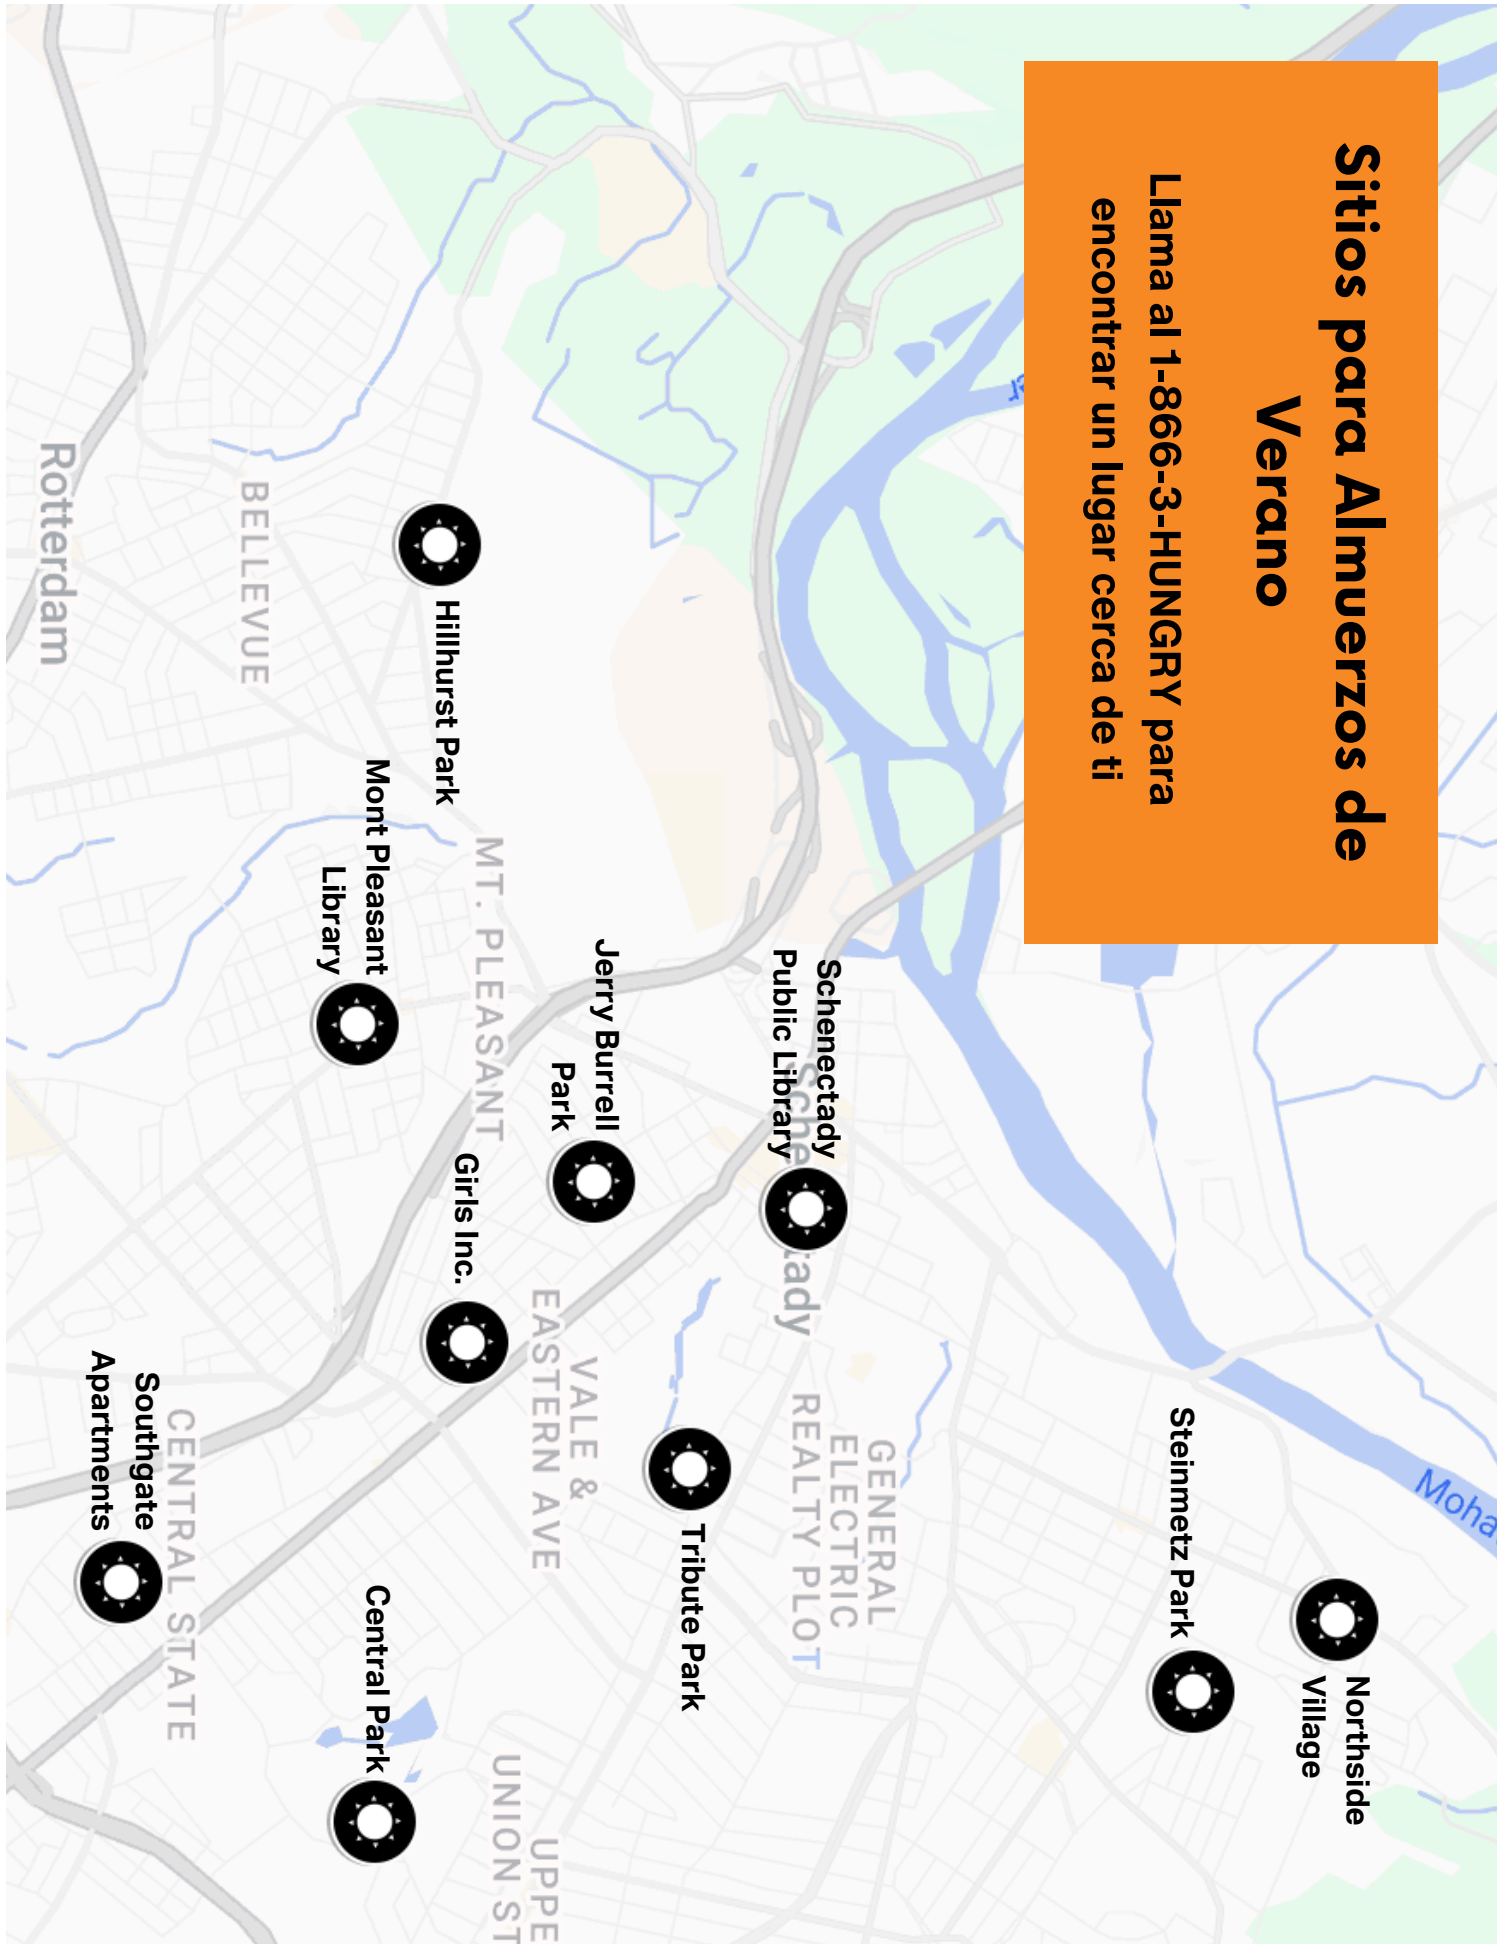 Sitios para Almuerzos de
Verano
Llama al 1-866-3-HUNGRY para
encontrar un lugar cerca de ti
Moha
Northside
Village
Steinmetz Park
GENERAL
ELECTRIC
REALTY PLOT
Schenectady
Public Library
Tribute Park
Jerry Burrell
Park
VALE &
EASTERN AVE
UPPE
UNION ST
MT. PLEASANT
Girls Inc.
Hillhurst Park
Mont Pleasant
Library
Central Park
BELLEVUE
CENTRAL STATE
Southgate
Apartments
Rotterdam